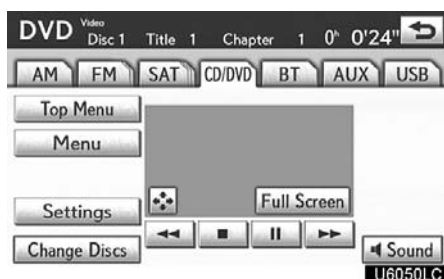 DVD Video Disc 1 Title 1 Chapter 1 0h 0'24"
AM FM SAT CD/DVD BT AUX USB
Top Menu
Menu
Full Screen
Settings
Change Discs
Sound
U6050LC